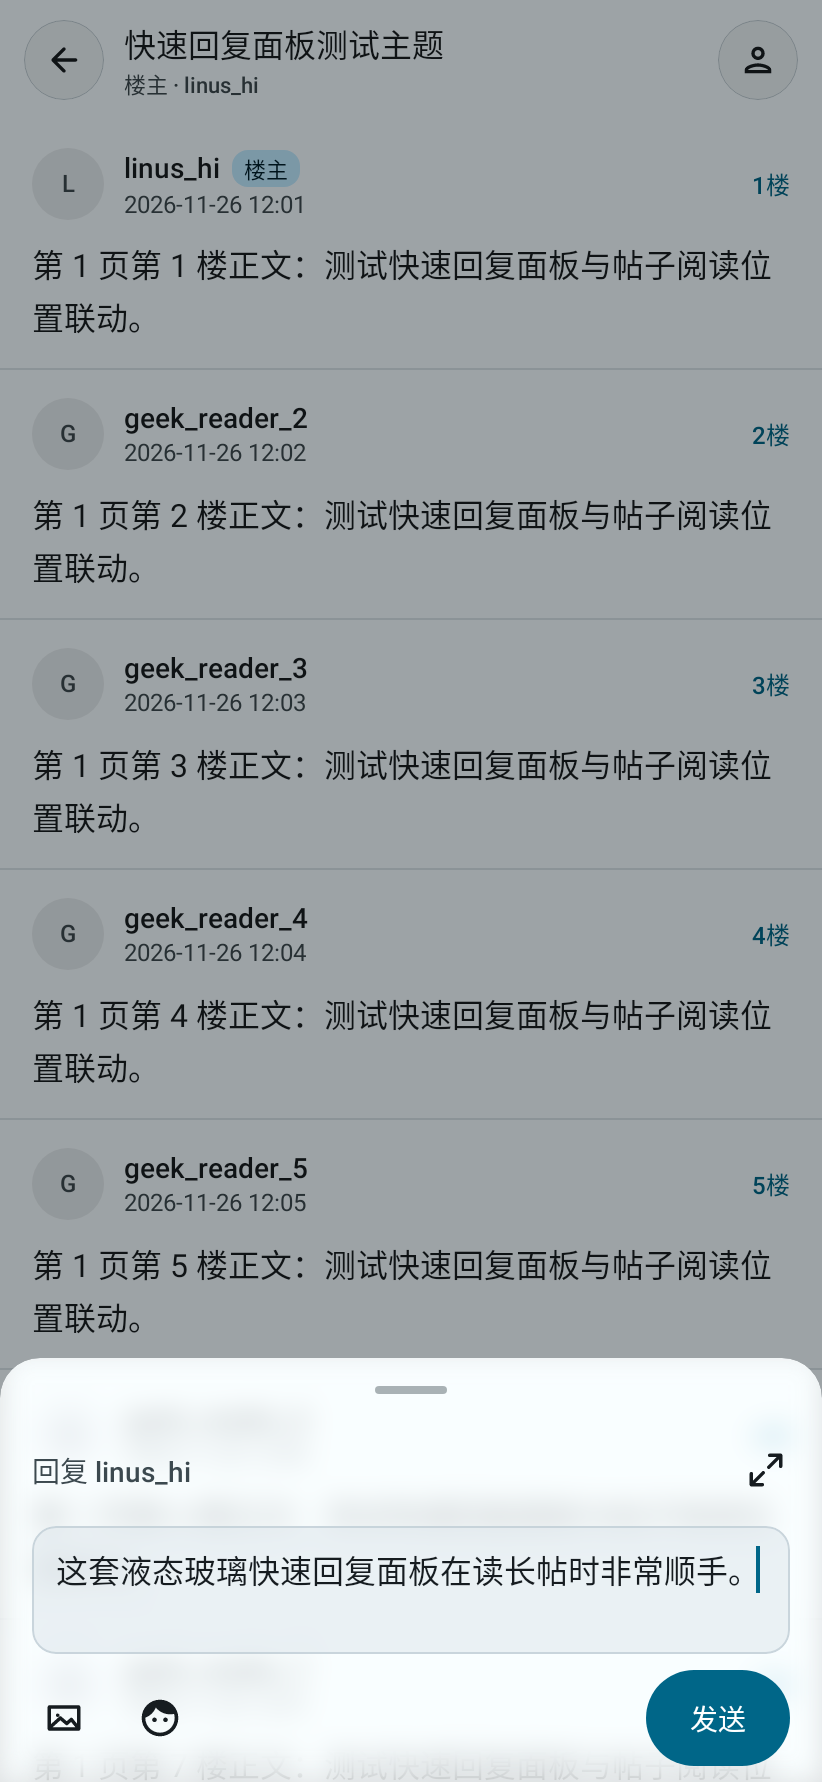 快速回复面板测试主题
楼主 · linus_hi
L
linus_hi 楼主
1楼
2026-11-26 12:01
第 1 页第 1 楼正文：测试快速回复面板与帖子阅读位
置联动。
G
geek_reader_2
2楼
2026-11-26 12:02
第 1 页第 2 楼正文：测试快速回复面板与帖子阅读位
置联动。
G
geek_reader_3
3楼
2026-11-26 12:03
第 1 页第 3 楼正文：测试快速回复面板与帖子阅读位
置联动。
G
geek_reader_4
4楼
2026-11-26 12:04
第 1 页第 4 楼正文：测试快速回复面板与帖子阅读位
置联动。
G
geek_reader_5
5楼
2026-11-26 12:05
第 1 页第 5 楼正文：测试快速回复面板与帖子阅读位
置联动。
回复 linus_hi
这套液态玻璃快速回复面板在读长帖时非常顺手。
发送